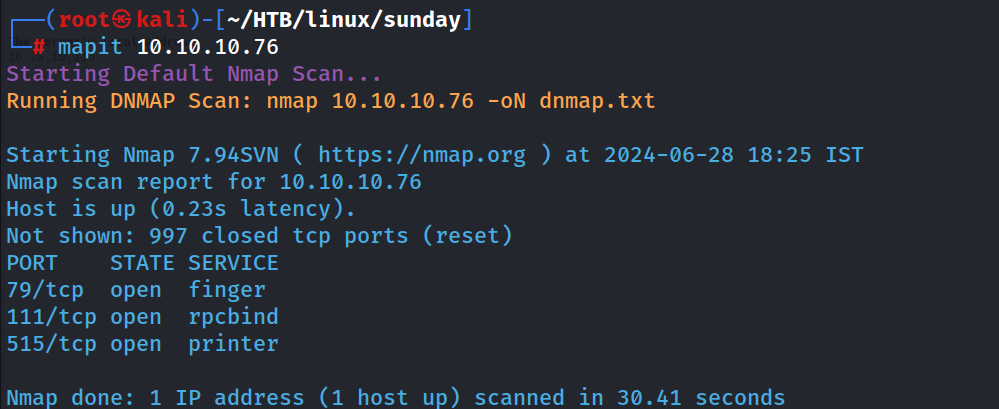 ┌──(root㉿kali)-[~/HTB/linux/sunday]
└─# mapit 10.10.10.76
Starting Default Nmap Scan...
Running DNMAP Scan: nmap 10.10.10.76 -oN dnmap.txt
Starting Nmap 7.94SVN ( https://nmap.org ) at 2024-06-28 18:25 IST
Nmap scan report for 10.10.10.76
Host is up (0.23s latency).
Not shown: 997 closed tcp ports (reset)
PORT    STATE SERVICE
79/tcp  open  finger
111/tcp open  rpcbind
515/tcp open  printer
Nmap done: 1 IP address (1 host up) scanned in 30.41 seconds